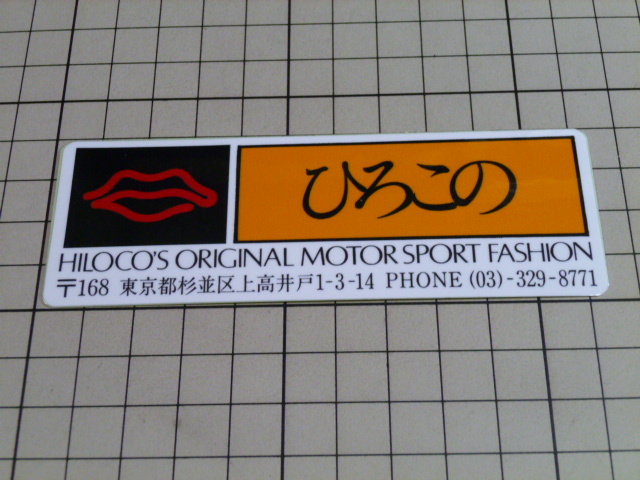 ひろこの
HILOCO'S ORIGINAL MOTOR SPORT FASHION
〒168 東京都杉並区上高井戸1-3-14 PHONE (03)-329-8771